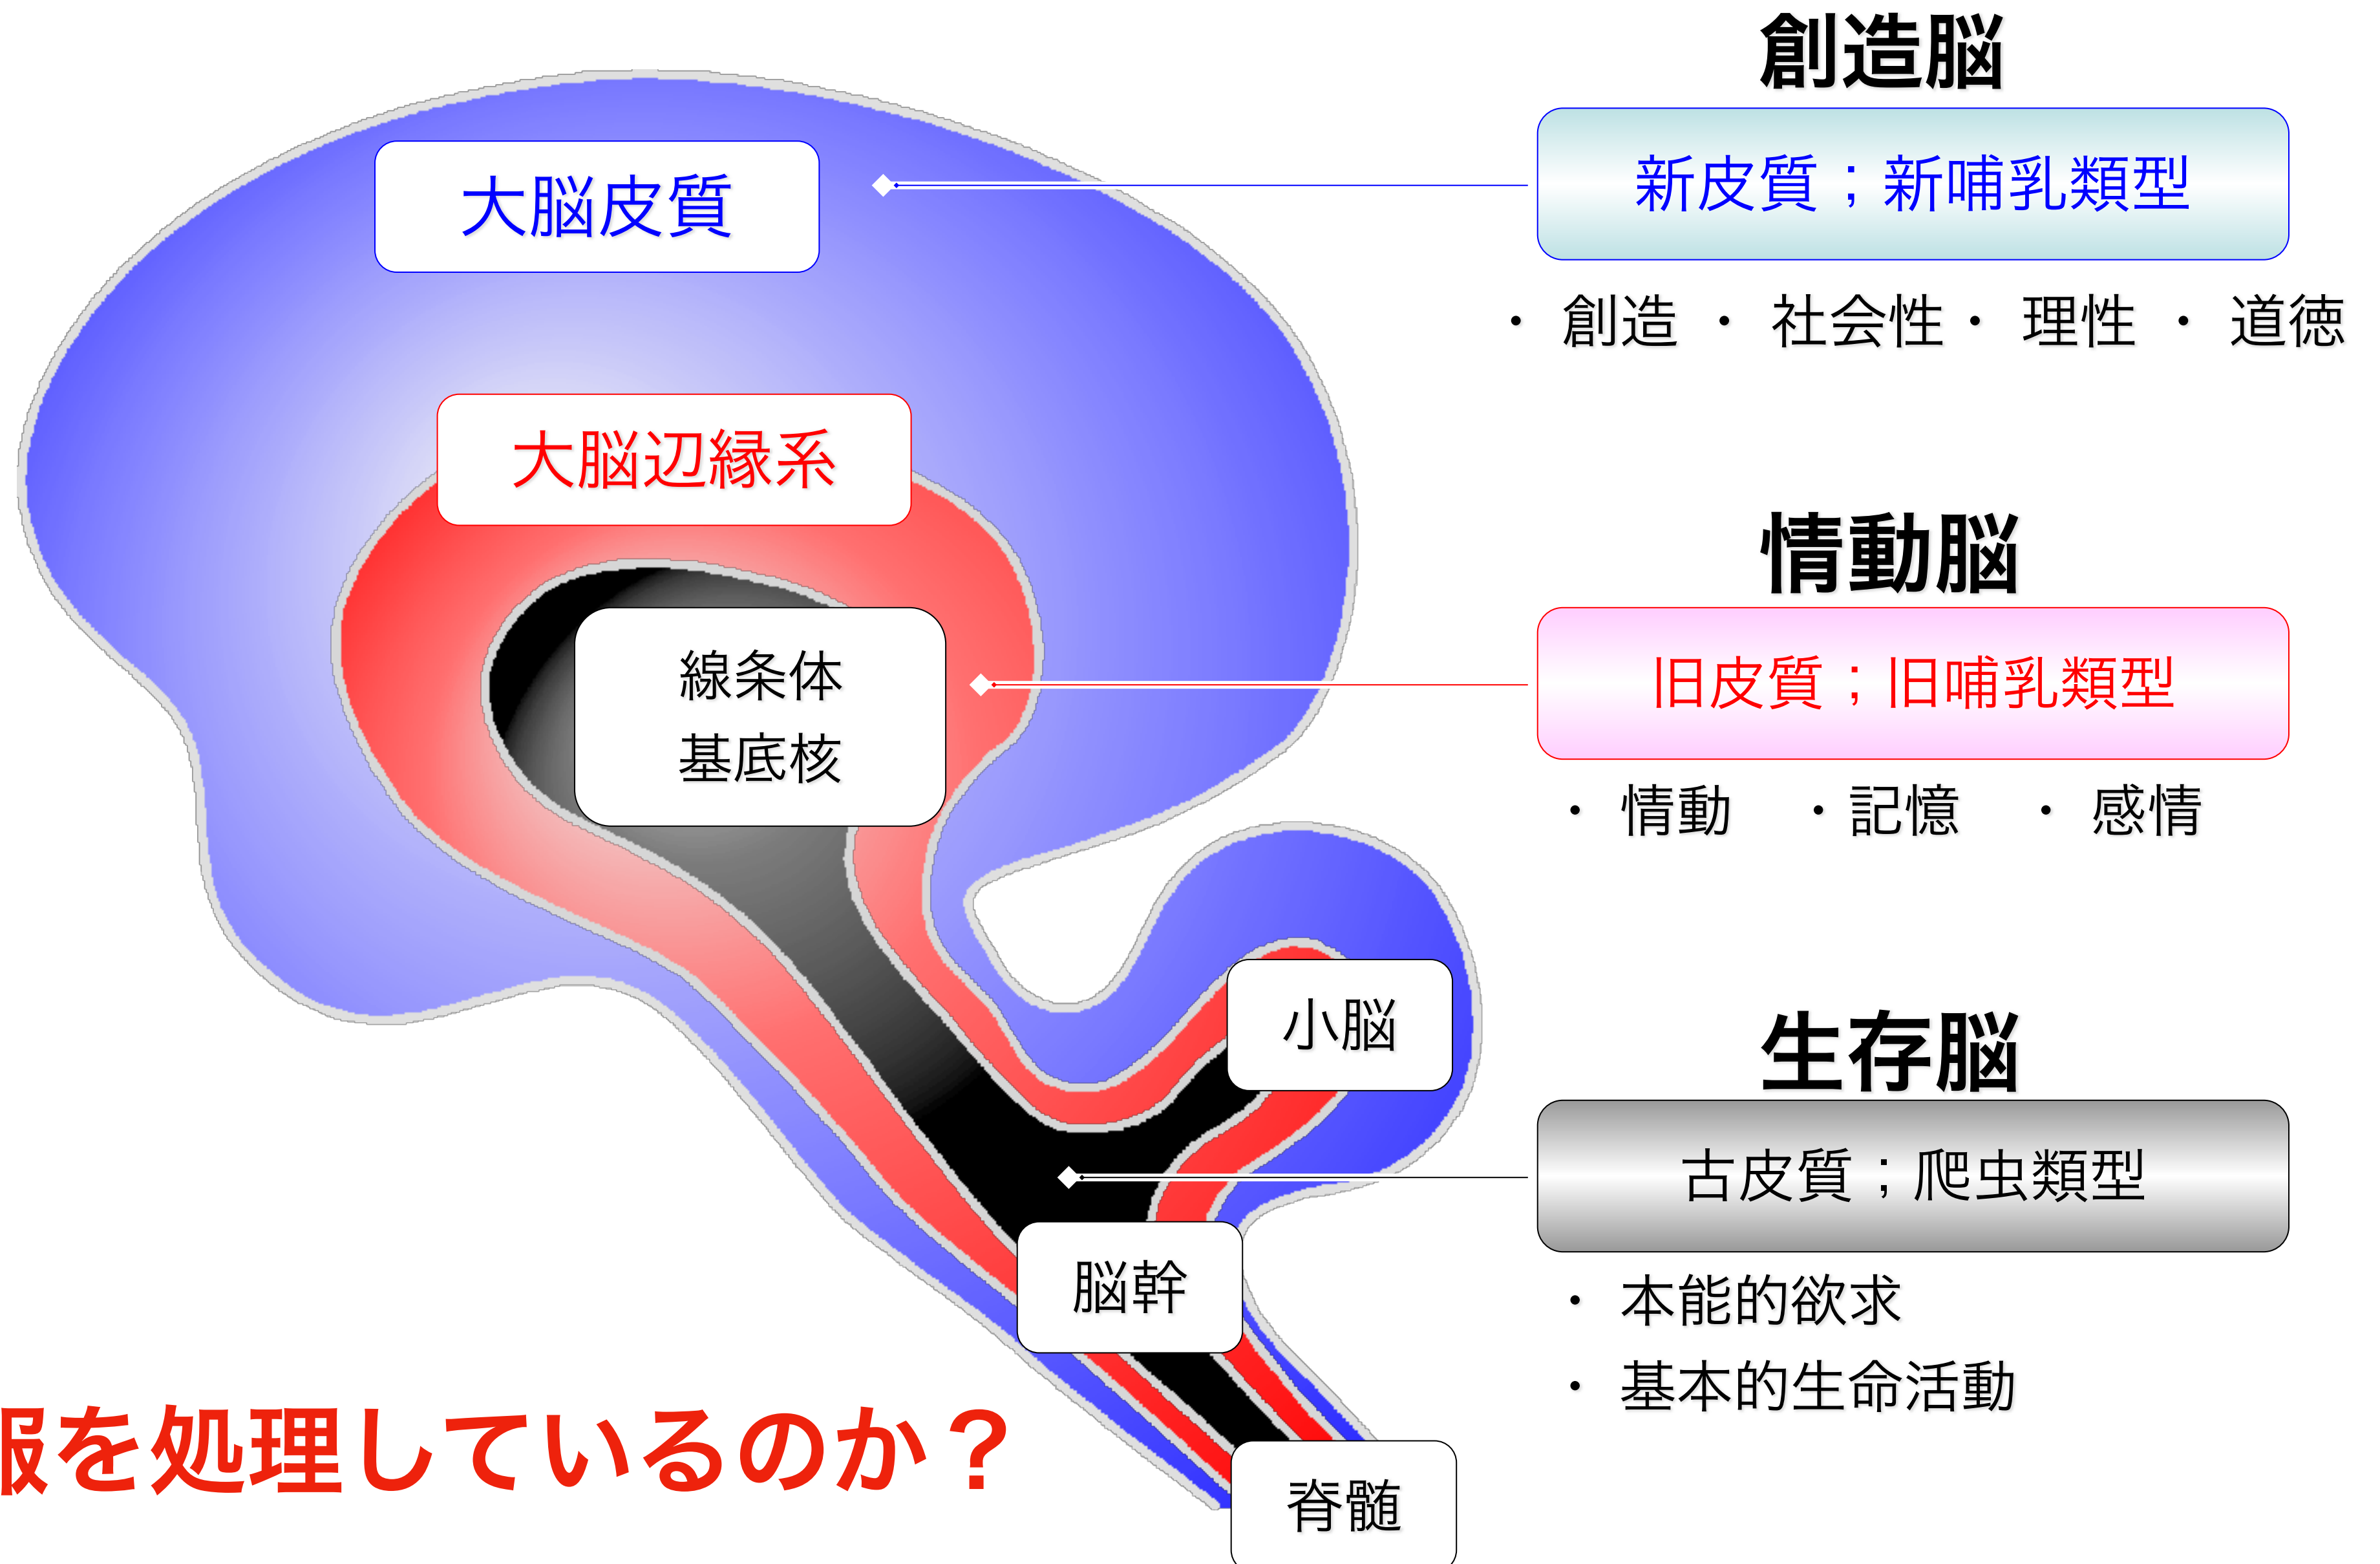 創造脳
大脳皮質
新皮質；新哺乳類型
・ 創造 ・ 社会性・ 理性 ・ 道徳
大脳辺縁系
情動脳
線条体
基底核
旧皮質；旧哺乳類型
・ 情動 ・記憶 ・ 感情
小脳
生存脳
古皮質；爬虫類型
脳幹
・ 本能的欲求
・ 基本的生命活動
を処理しているのか？
脊髄